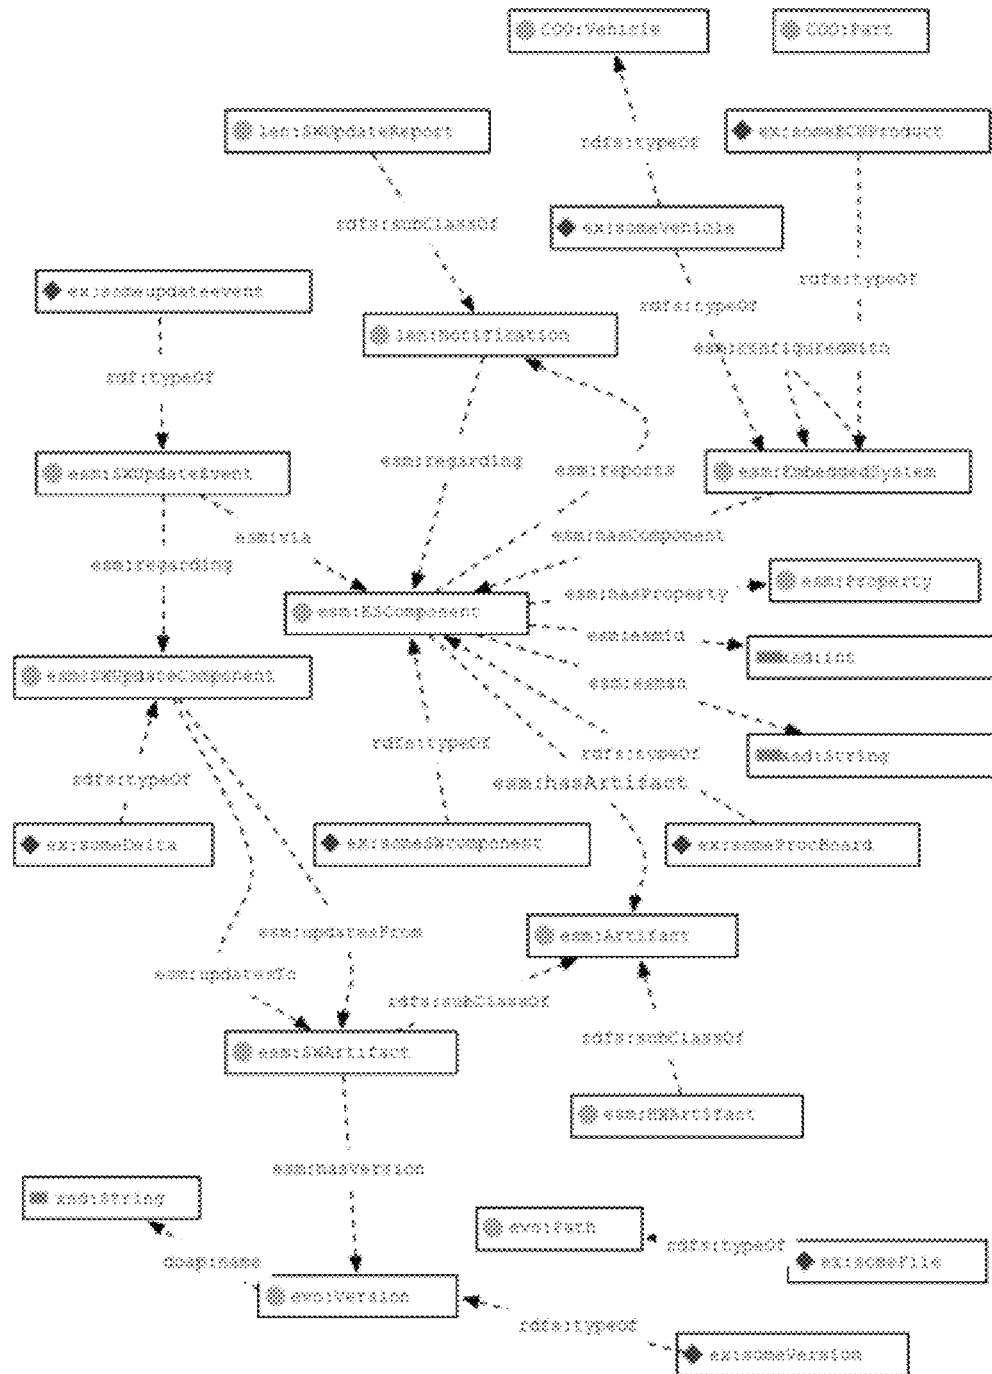 COO:Vehicle
COO:Part
len:SWUpdateReport
ex:someECUProduct
rdfs:typeOf
ex:someVehicle
rdfs:subClassOf
ex:someupdateevent
rdfs:typeOf
rdfs:typeOf
len:Notification
esm:configuredWith
rdf:typeOf
esm:regarding
esm:reports
esm:SWUpdateEvent
esm:EmbeddedSystem
esm:via
esm:hasComponent
esm:regarding
esm:Property
esm:hasProperty
esm:ESComponent
esm:esmid
xsd:int
esm:SWUpdateComponent
esm:esmsn
rdfs:typeOf
rdfs:typeOf
xsd:String
rdfs:typeOf
esm:hasArtifact
ex:someDelta
ex:someSWComponent
ex:someProcBoard
esm:updatesFrom
esm:Artifact
esm:updatesTo
rdfs:subClassOf
esm:SWArtifact
rdfs:subClassOf
esm:HWArtifact
esm:hasVersion
xsd:String
evo:Path
rdfs:typeOf
doap:name
ex:someFile
evo:Version
rdfs:typeOf
ex:someVersion